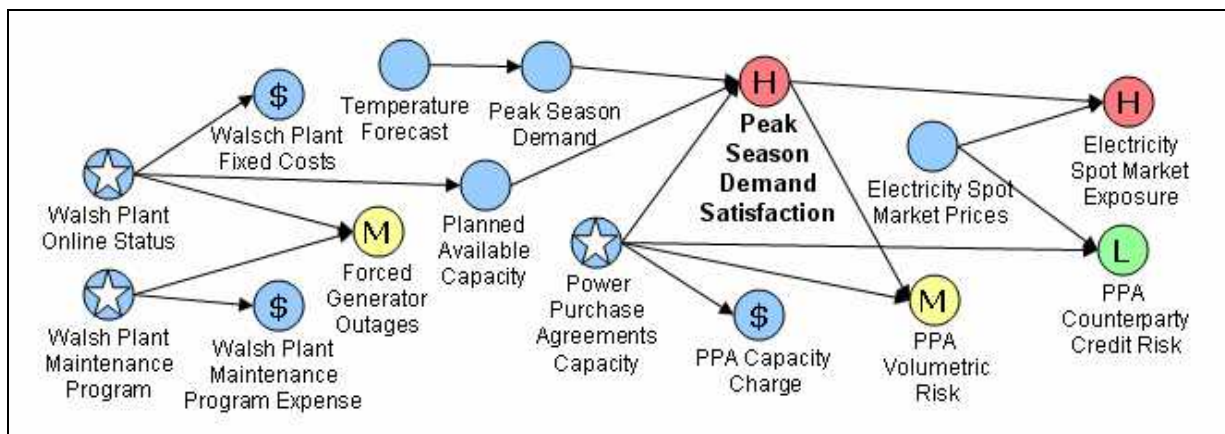 $
Walsch Plant
Fixed Costs
Temperature
Forecast
Peak Season
Demand
H
Peak
Season
Demand
Satisfaction
H
Electricity
Spot Market
Exposure
Electricity Spot
Market Prices
Walsh Plant
Online Status
M
Forced
Generator
Outages
Planned
Available
Capacity
Power
Purchase
Agreements
Capacity
L
PPA
Counterparty
Credit Risk
Walsh Plant
Maintenance
Program
$
Walsh Plant
Maintenance
Program Expense
$
PPA Capacity
Charge
M
PPA
Volumetric
Risk